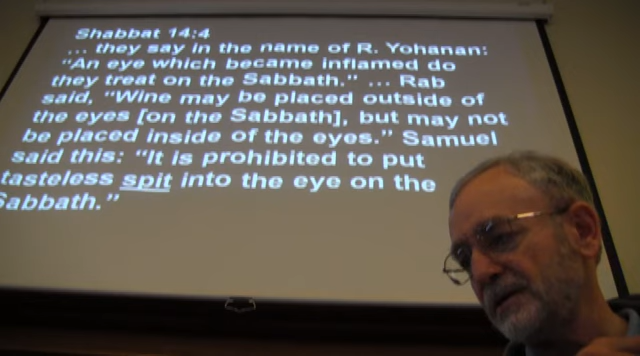 Shabbat 14:4
... they say in the name of R. Yohanan:
"An eye which became inflamed do
they treat on the Sabbath." ... Rab
said, "Wine may be placed outside of
the eyes [on the Sabbath], but may not
be placed inside of the eyes." Samuel
said this: "It is prohibited to put
tasteless spit into the eye on the
Sabbath."